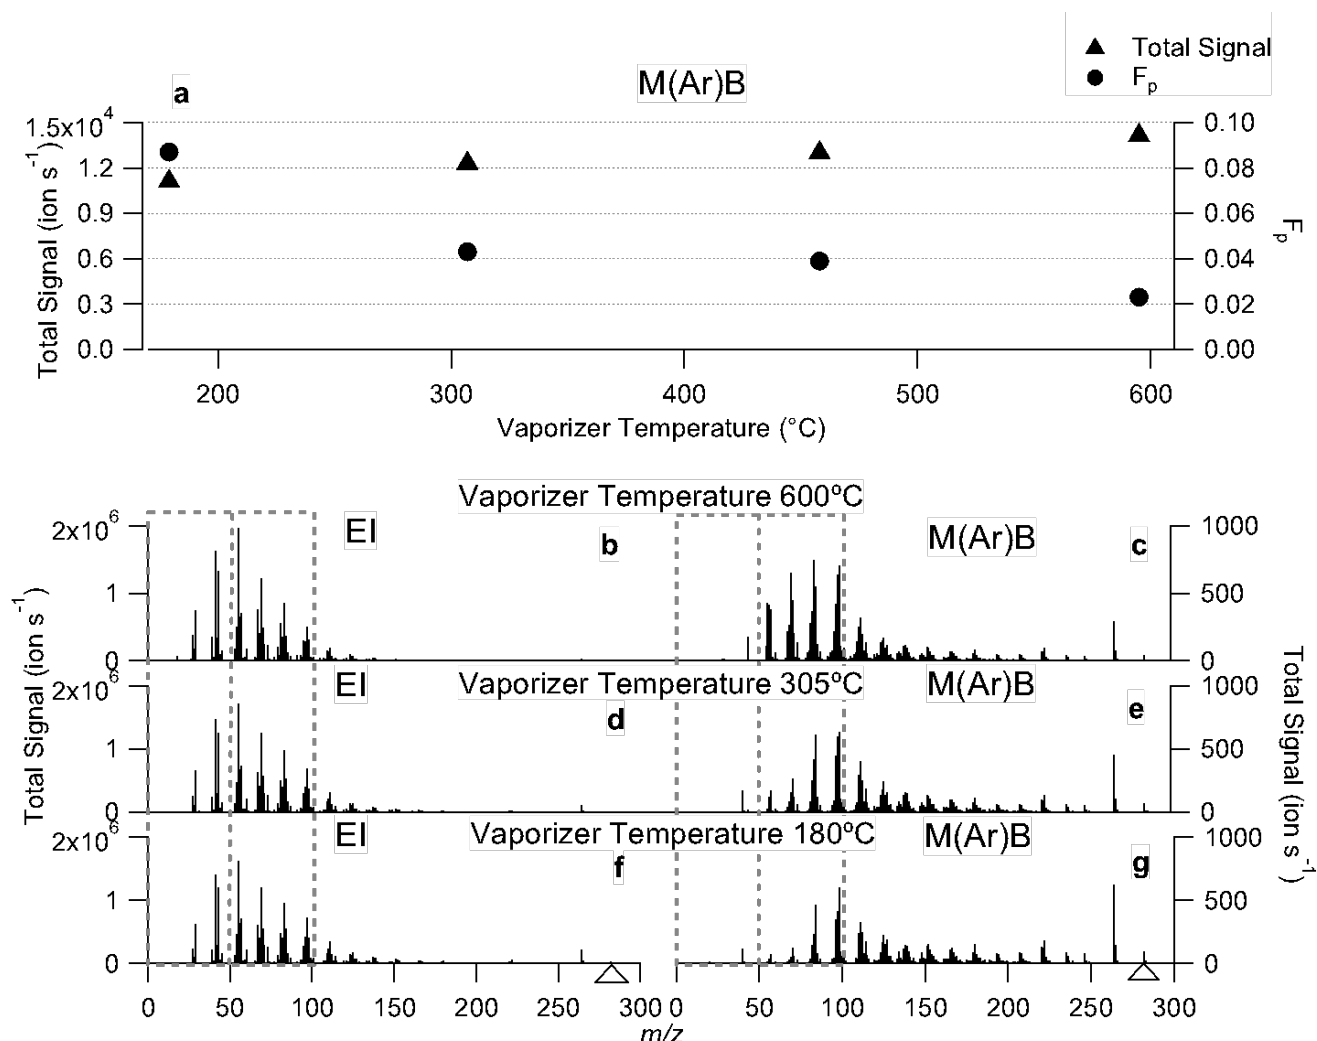 Total Signal
F_p
a
M(Ar)B
1.5x10^4
1.2
0.9
0.6
0.3
0.0
Total Signal (ion s^-1)
0.10
0.08
0.06
0.04
0.02
0.00
F_p
200 300 400 500 600
Vaporizer Temperature (°C)
Vaporizer Temperature 600ºC
EI
b
M(Ar)B
c
2x10^6
1
0
1000
500
0
Vaporizer Temperature 305ºC
EI
d
M(Ar)B
e
2x10^6
1
0
1000
500
0
Total Signal (ion s^-1)
Total Signal (ion s^-1)
Vaporizer Temperature 180ºC
EI
f
M(Ar)B
g
2x10^6
1
0
1000
500
0
0 50 100 150 200 250 300 0 50 100 150 200 250 300
m/z